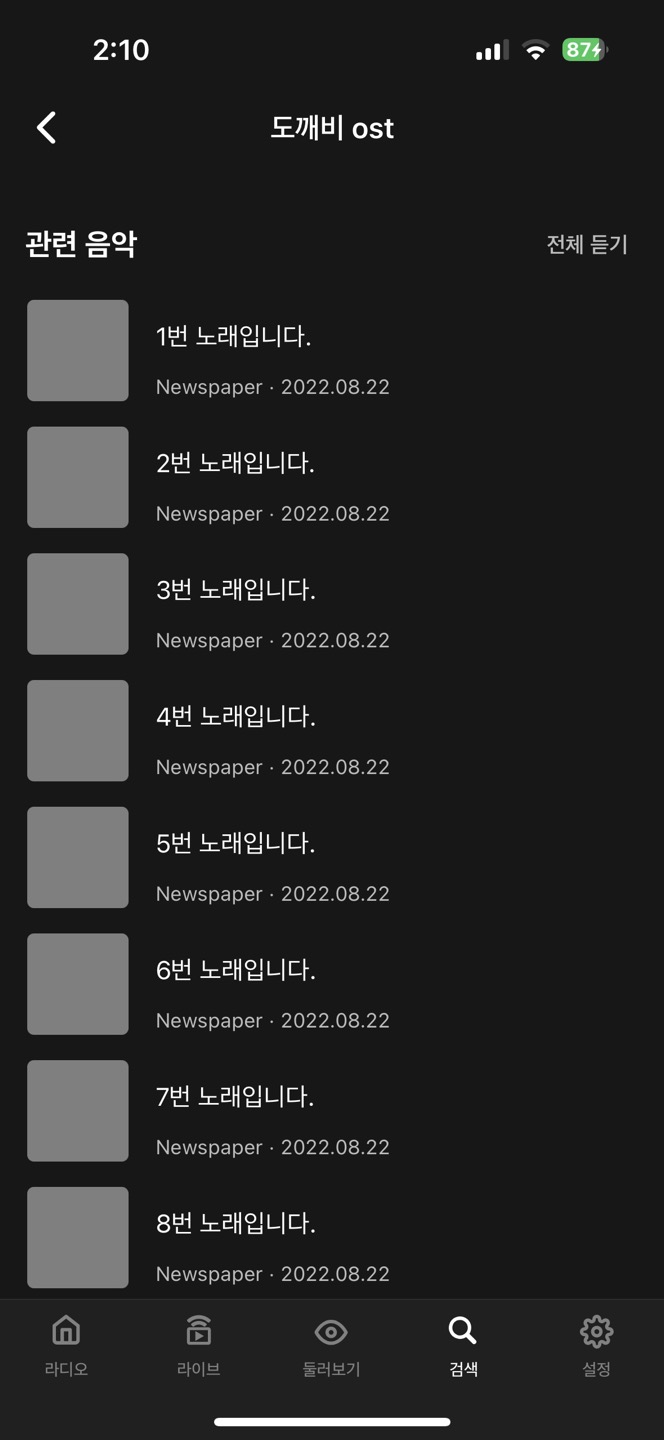 2:10
87
도깨비 ost
관련 음악
전체 듣기
1번 노래입니다.
Newspaper · 2022.08.22
2번 노래입니다.
Newspaper · 2022.08.22
3번 노래입니다.
Newspaper · 2022.08.22
4번 노래입니다.
Newspaper · 2022.08.22
5번 노래입니다.
Newspaper · 2022.08.22
6번 노래입니다.
Newspaper · 2022.08.22
7번 노래입니다.
Newspaper · 2022.08.22
8번 노래입니다.
Newspaper · 2022.08.22
라디오
라이브
둘러보기
검색
설정